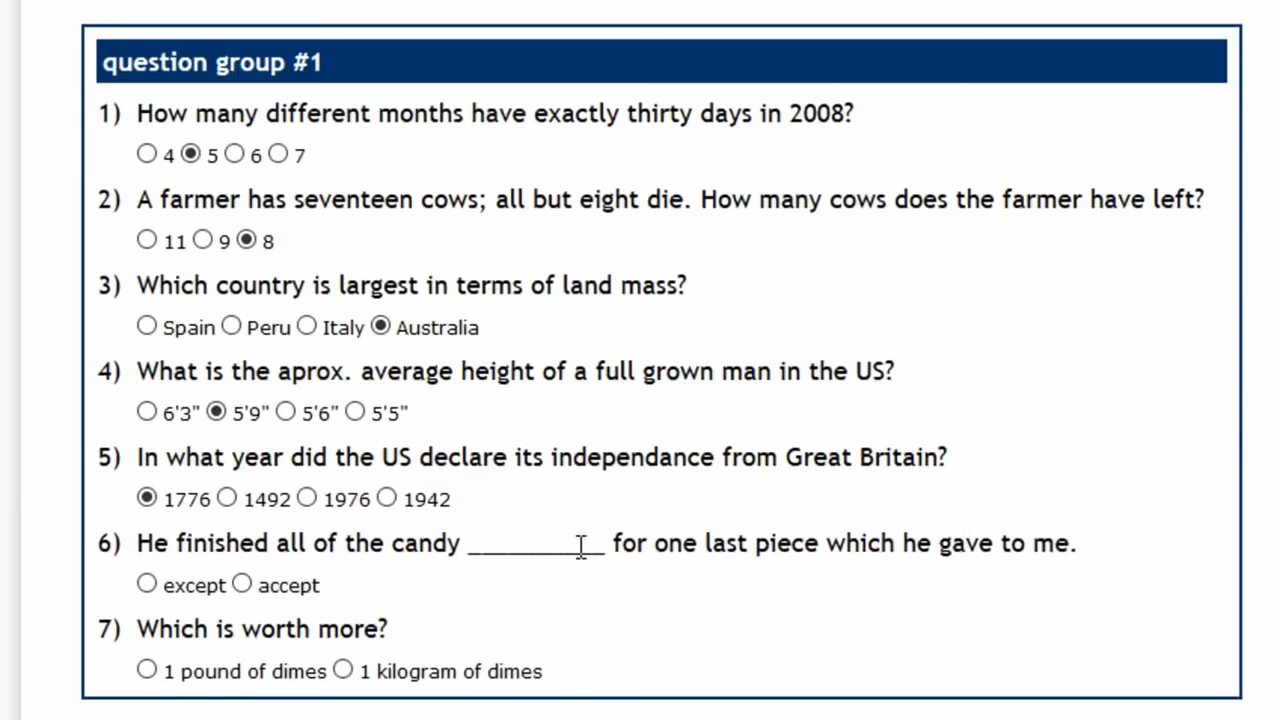 question group #1
1) How many different months have exactly thirty days in 2008?
4 5 6 7
2) A farmer has seventeen cows; all but eight die. How many cows does the farmer have left?
11 9 8
3) Which country is largest in terms of land mass?
Spain Peru Italy Australia
4) What is the aprox. average height of a full grown man in the US?
6'3" 5'9" 5'6" 5'5"
5) In what year did the US declare its independance from Great Britain?
1776 1492 1976 1942
6) He finished all of the candy __________ for one last piece which he gave to me.
except accept
7) Which is worth more?
1 pound of dimes 1 kilogram of dimes